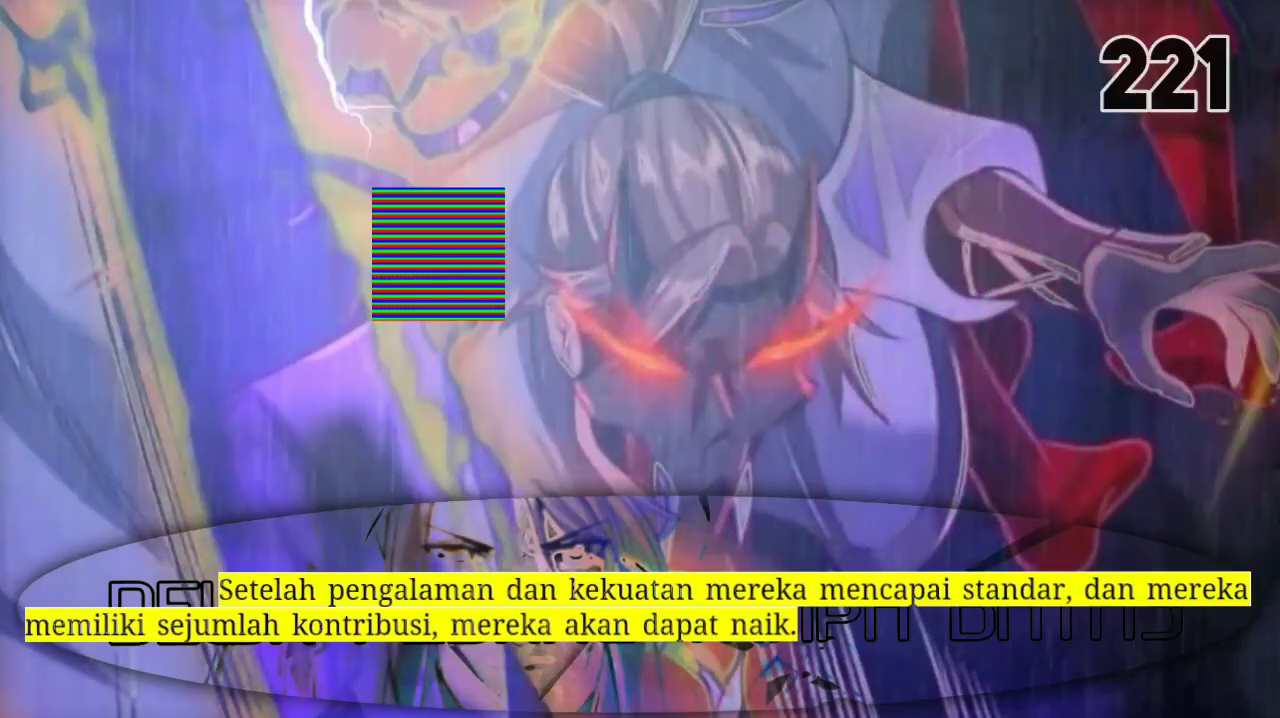 221
Setelah pengalaman dan kekuatan mereka mencapai standar, dan mereka
memiliki sejumlah kontribusi, mereka akan dapat naik.